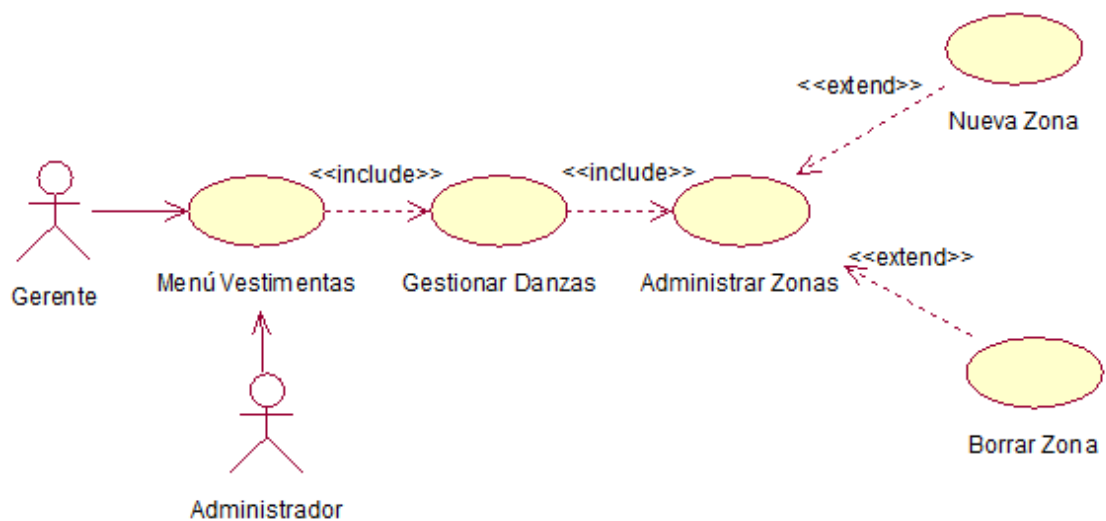 <<extend>>
Nueva Zona
<<include>>
<<include>>
Gerente
Menú Vestimentas
Gestionar Danzas
Administrar Zonas
<<extend>>
Borrar Zona
Administrador